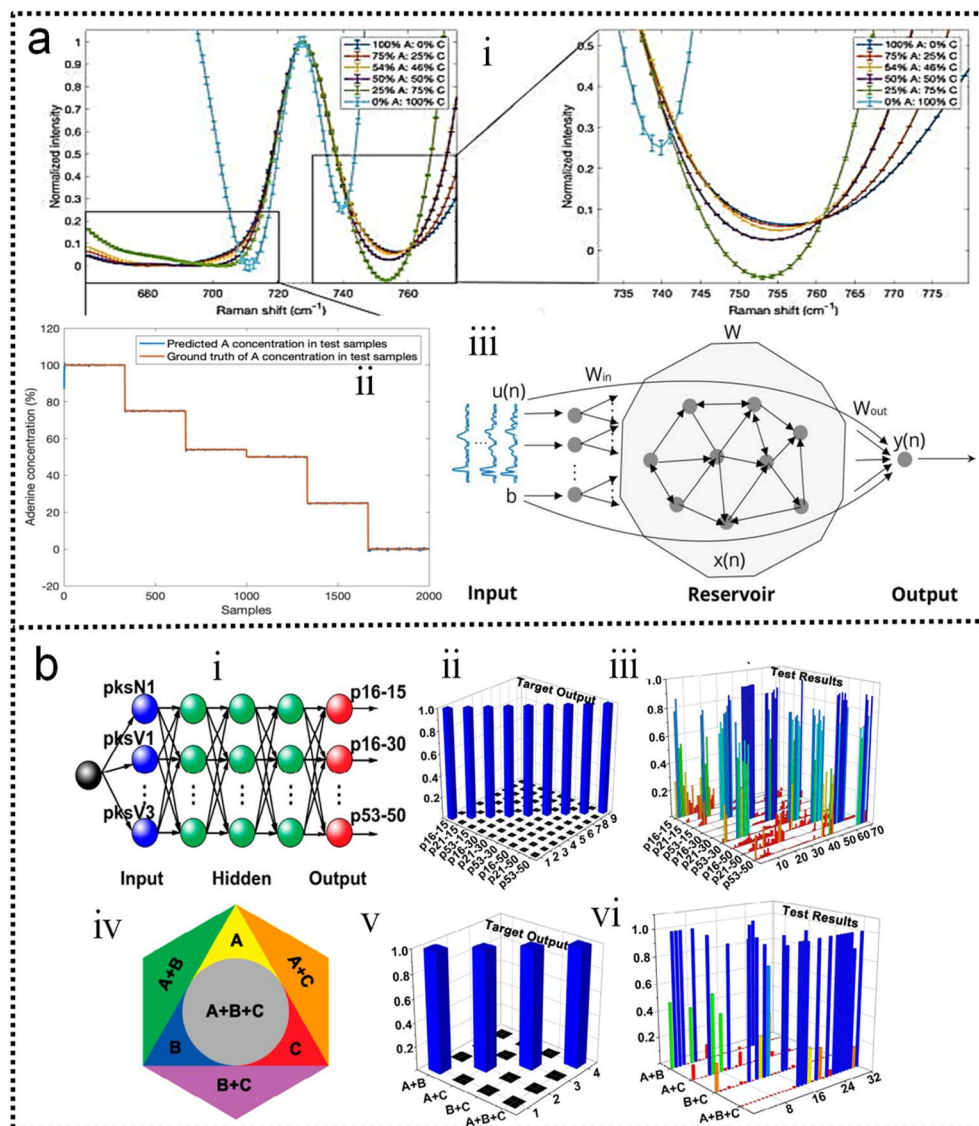 a
i
Normalized intensity
1
0.9
0.8
0.7
0.6
0.5
0.4
0.3
0.2
0.1
0
680
700
720
740
760
Raman shift (cm⁻¹)
100% A: 0% C
75% A: 25% C
54% A: 46% C
50% A: 50% C
25% A: 75% C
0% A: 100% C
Normalized intensity
0.5
0.4
0.3
0.2
0.1
0
735 740 745 750 755 760 765 770 775
Raman shift (cm⁻¹)
100% A: 0% C
75% A: 25% C
54% A: 46% C
50% A: 50% C
25% A: 75% C
0% A: 100% C
ii
Predicted A concentration in test samples
Ground truth of A concentration in test samples
Adenine concentration (%)
120
100
80
60
40
20
0
-20
0 500 1000 1500 2000
Samples
iii
W
Win
u(n)
Wout
y(n)
b
x(n)
Input Reservoir Output
b
i
pksN1
p16-15
pksV1
p16-30
pksV3
p53-50
Input Hidden Output
ii
Target Output
1.0
0.8
0.6
0.4
0.2
p16-15
p21-15
p53-15
p16-30
p21-30
p53-30
p16-50
p21-50
p53-50
2 3 4 5 6 7 8 9
iii
Test Results
1.0
0.8
0.6
0.4
0.2
p16-15
p21-15
p53-15
p16-30
p21-30
p53-30
p16-50
p21-50
p53-50
10 20 30 40 50 60 70
iv
A
A+B
A+C
A+B+C
B
C
B+C
v
Target Output
1.0
0.8
0.6
0.4
0.2
A+B
A+C
B+C
A+B+C
1 2 3 4
vi
Test Results
1.0
0.8
0.6
0.4
0.2
A+B
A+C
B+C
A+B+C
8 16 24 32